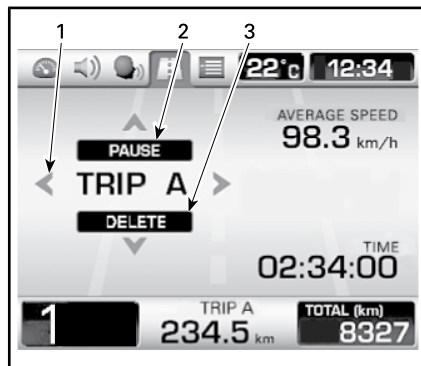 1 2 3
22°c 12:34
AVERAGE SPEED
98.3 km/h
PAUSE
TRIP A
DELETE
TIME
02:34:00
1
TRIP A
234.5 km
TOTAL (km)
8327